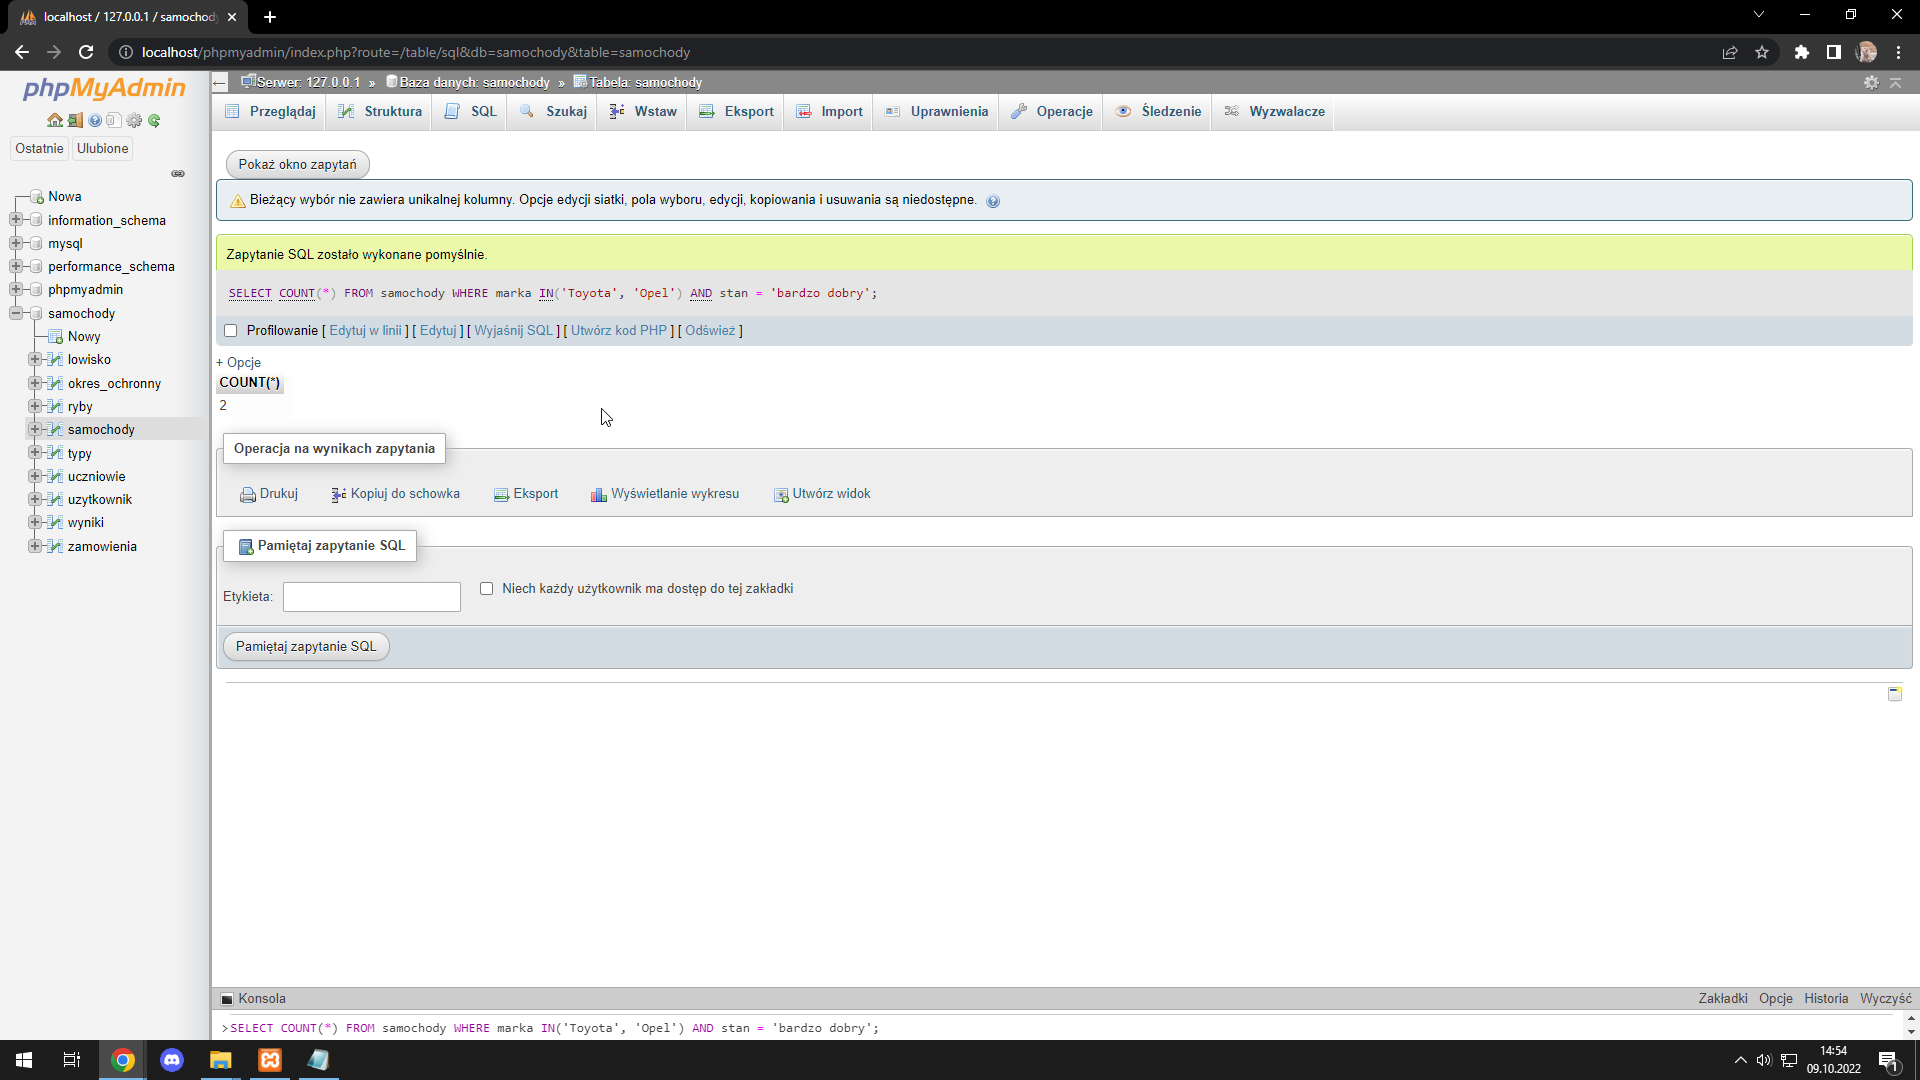 localhost / 127.0.0.1 / samochody
localhost/phpmyadmin/index.php?route=/table/sql&db=samochody&table=samochody
phpMyAdmin
Ostatnie
Ulubione
Nowa
information_schema
mysql
performance_schema
phpmyadmin
samochody
Nowy
lowisko
okres_ochronny
ryby
samochody
typy
uczniowie
uzytkownik
wyniki
zamowienia
Serwer: 127.0.0.1 » Baza danych: samochody » Tabela: samochody
Przeglądaj Struktura SQL Szukaj Wstaw Eksport Import Uprawnienia Operacje Śledzenie Wyzwalacze
Pokaż okno zapytań
Bieżący wybór nie zawiera unikalnej kolumny. Opcje edycji siatki, pola wyboru, edycji, kopiowania i usuwania są niedostępne.
Zapytanie SQL zostało wykonane pomyślnie.
SELECT COUNT(*) FROM samochody WHERE marka IN('Toyota', 'Opel') AND stan = 'bardzo dobry';
Profilowanie [ Edytuj w linii ] [ Edytuj ] [ Wyjaśnij SQL ] [ Utwórz kod PHP ] [ Odśwież ]
+ Opcje
COUNT(*)
2
Operacja na wynikach zapytania
Drukuj Kopiuj do schowka Eksport Wyświetlanie wykresu Utwórz widok
Pamiętaj zapytanie SQL
Etykieta: Niech każdy użytkownik ma dostęp do tej zakładki
Pamiętaj zapytanie SQL
Konsola Zakładki Opcje Historia Wyczyść
>SELECT COUNT(*) FROM samochody WHERE marka IN('Toyota', 'Opel') AND stan = 'bardzo dobry';
14:54
09.10.2022
1